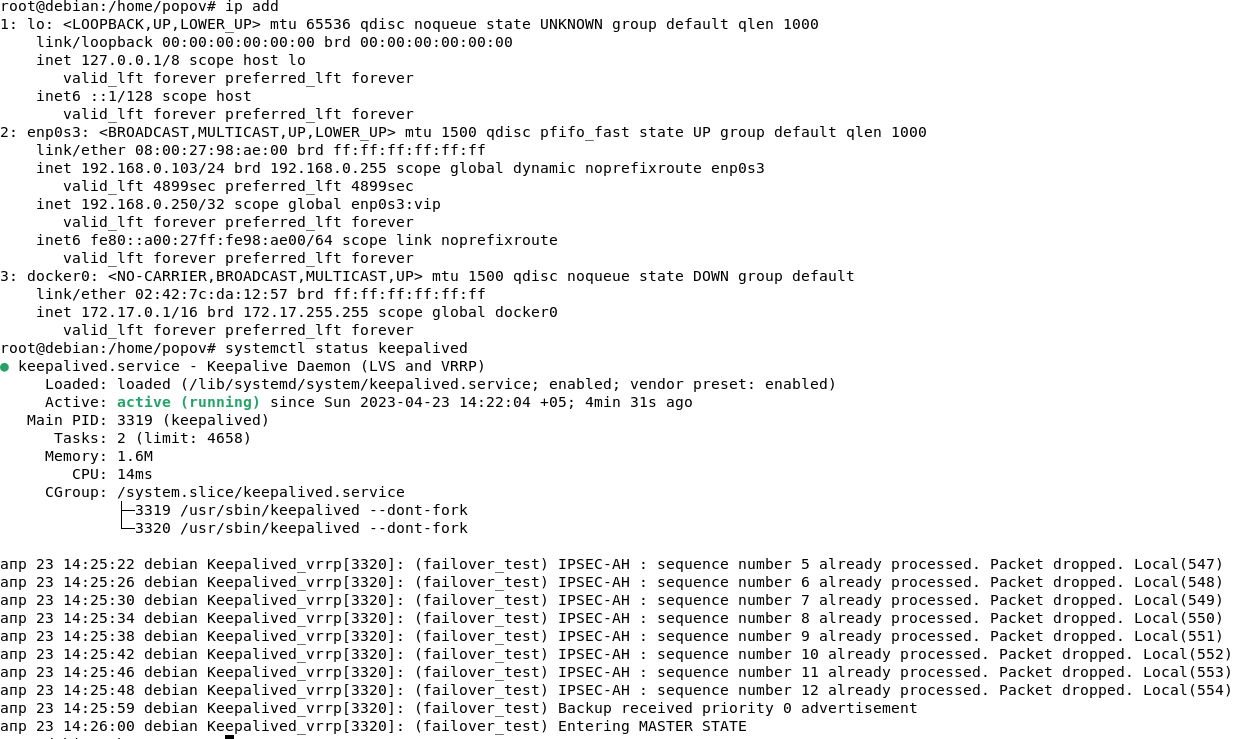 root@debian:/home/popov# ip add
1: lo: <LOOPBACK,UP,LOWER_UP> mtu 65536 qdisc noqueue state UNKNOWN group default qlen 1000
    link/loopback 00:00:00:00:00:00 brd 00:00:00:00:00:00
    inet 127.0.0.1/8 scope host lo
       valid_lft forever preferred_lft forever
    inet6 ::1/128 scope host
       valid_lft forever preferred_lft forever
2: enp0s3: <BROADCAST,MULTICAST,UP,LOWER_UP> mtu 1500 qdisc pfifo_fast state UP group default qlen 1000
    link/ether 08:00:27:98:ae:00 brd ff:ff:ff:ff:ff:ff
    inet 192.168.0.103/24 brd 192.168.0.255 scope global dynamic noprefixroute enp0s3
       valid_lft 4899sec preferred_lft 4899sec
    inet 192.168.0.250/32 scope global enp0s3:vip
       valid_lft forever preferred_lft forever
    inet6 fe80::a00:27ff:fe98:ae00/64 scope link noprefixroute
       valid_lft forever preferred_lft forever
3: docker0: <NO-CARRIER,BROADCAST,MULTICAST,UP> mtu 1500 qdisc noqueue state DOWN group default
    link/ether 02:42:7c:da:12:57 brd ff:ff:ff:ff:ff:ff
    inet 172.17.0.1/16 brd 172.17.255.255 scope global docker0
       valid_lft forever preferred_lft forever
root@debian:/home/popov# systemctl status keepalived
● keepalived.service - Keepalive Daemon (LVS and VRRP)
     Loaded: loaded (/lib/systemd/system/keepalived.service; enabled; vendor preset: enabled)
     Active: active (running) since Sun 2023-04-23 14:22:04 +05; 4min 31s ago
   Main PID: 3319 (keepalived)
      Tasks: 2 (limit: 4658)
     Memory: 1.6M
        CPU: 14ms
     CGroup: /system.slice/keepalived.service
             ├─3319 /usr/sbin/keepalived --dont-fork
             └─3320 /usr/sbin/keepalived --dont-fork
апр 23 14:25:22 debian Keepalived_vrrp[3320]: (failover_test) IPSEC-AH : sequence number 5 already processed. Packet dropped. Local(547)
апр 23 14:25:26 debian Keepalived_vrrp[3320]: (failover_test) IPSEC-AH : sequence number 6 already processed. Packet dropped. Local(548)
апр 23 14:25:30 debian Keepalived_vrrp[3320]: (failover_test) IPSEC-AH : sequence number 7 already processed. Packet dropped. Local(549)
апр 23 14:25:34 debian Keepalived_vrrp[3320]: (failover_test) IPSEC-AH : sequence number 8 already processed. Packet dropped. Local(550)
апр 23 14:25:38 debian Keepalived_vrrp[3320]: (failover_test) IPSEC-AH : sequence number 9 already processed. Packet dropped. Local(551)
апр 23 14:25:42 debian Keepalived_vrrp[3320]: (failover_test) IPSEC-AH : sequence number 10 already processed. Packet dropped. Local(552)
апр 23 14:25:46 debian Keepalived_vrrp[3320]: (failover_test) IPSEC-AH : sequence number 11 already processed. Packet dropped. Local(553)
апр 23 14:25:48 debian Keepalived_vrrp[3320]: (failover_test) IPSEC-AH : sequence number 12 already processed. Packet dropped. Local(554)
апр 23 14:25:59 debian Keepalived_vrrp[3320]: (failover_test) Backup received priority 0 advertisement
апр 23 14:26:00 debian Keepalived_vrrp[3320]: (failover_test) Entering MASTER STATE